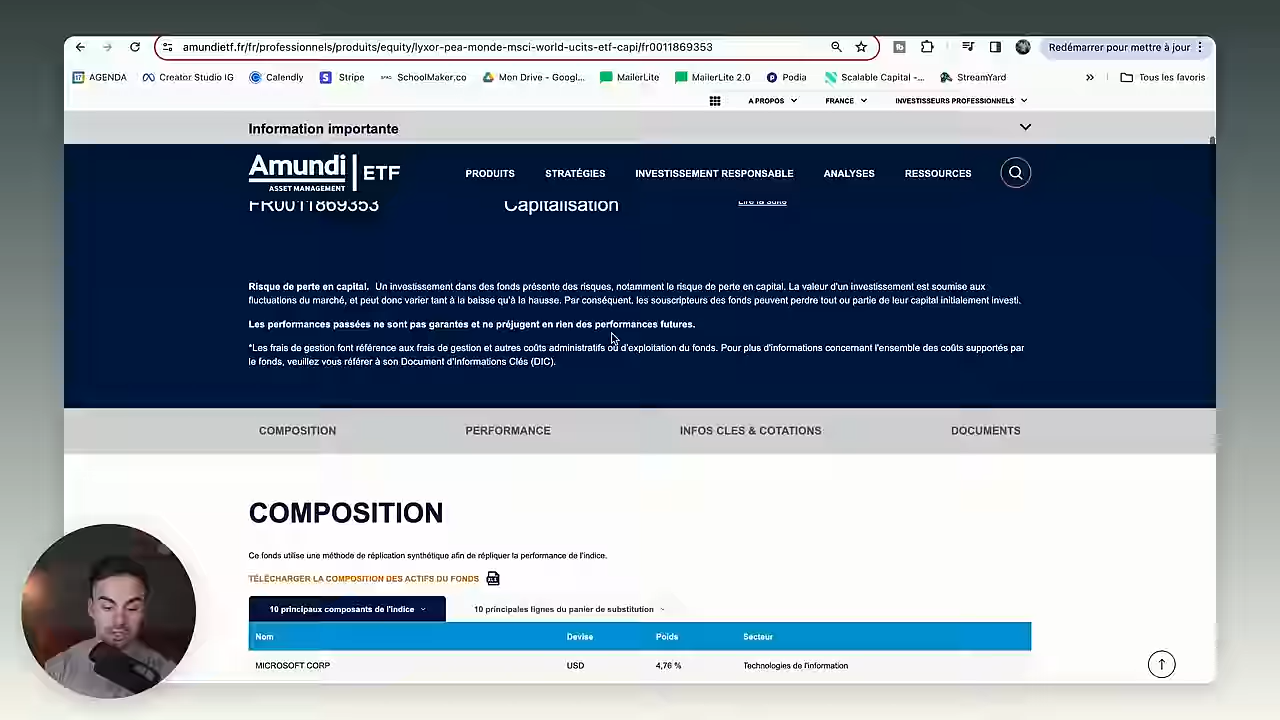 amundietf.fr/fr/professionnels/produits/equity/lyxor-pea-monde-msci-world-ucits-etf-capi/fr0011869353
Redémarrer pour mettre à jour
17 AGENDA
Creator Studio IG
Calendly
S Stripe
SchoolMaker.co
Mon Drive - Googl...
MailerLite
MailerLite 2.0
Podia
Scalable Capital -...
StreamYard
»
Tous les favoris
A PROPOS
FRANCE
INVESTISSEURS PROFESSIONNELS
Information importante
Amundi
ASSET MANAGEMENT
ETF
PRODUITS
STRATÉGIES
INVESTISSEMENT RESPONSABLE
ANALYSES
RESSOURCES
FR0011869353
Capitalisation
Lire la suite
Risque de perte en capital. Un investissement dans des fonds présente des risques, notamment le risque de perte en capital. La valeur d'un investissement est soumise aux
fluctuations du marché, et peut donc varier tant à la baisse qu'à la hausse. Par conséquent, les souscripteurs des fonds peuvent perdre tout ou partie de leur capital initialement investi.
Les performances passées ne sont pas garanties et ne préjugent en rien des performances futures.
*Les frais de gestion font référence aux frais de gestion et autres coûts administratifs ou d'exploitation du fonds. Pour plus d'informations concernant l'ensemble des coûts supportés par
le fonds, veuillez vous référer à son Document d'Informations Clés (DIC).
COMPOSITION
PERFORMANCE
INFOS CLES & COTATIONS
DOCUMENTS
COMPOSITION
Ce fonds utilise une méthode de réplication synthétique afin de répliquer la performance de l'indice.
TÉLÉCHARGER LA COMPOSITION DES ACTIFS DU FONDS
10 principaux composants de l'indice
10 principales lignes du panier de substitution
Nom
Devise
Poids
Secteur
MICROSOFT CORP
USD
4,76 %
Technologies de l'information